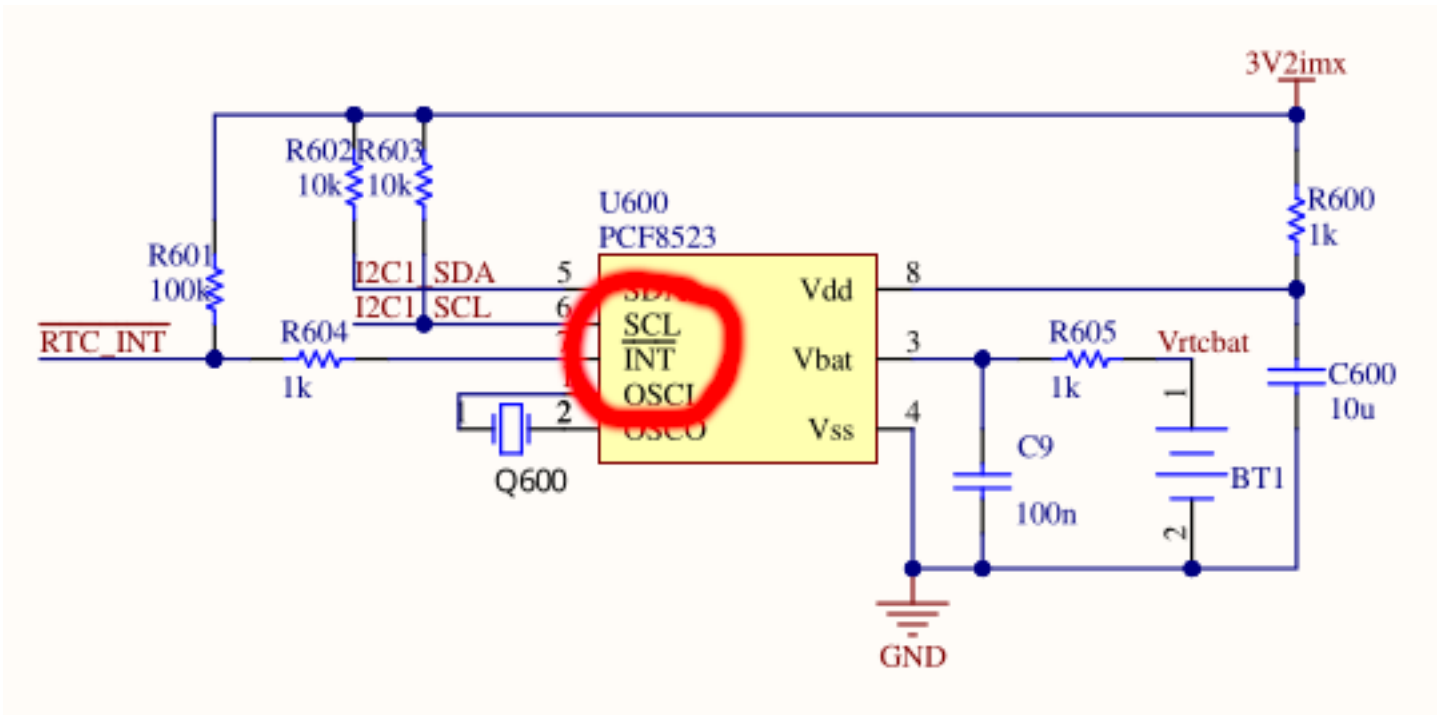 3V2imx
R602 R603
10k 10k
R600
1k
U600
PCF8523
R601
100k
I2C1_SDA 5
I2C1_SCL 6
SCL
INT
OSCI
OSCO
Vdd 8
Vbat 3
Vss 4
RTC_INT
R604
1k
1 2
Q600
R605
1k
Vrtcbat
1
2
BT1
C600
10u
C9
100n
GND